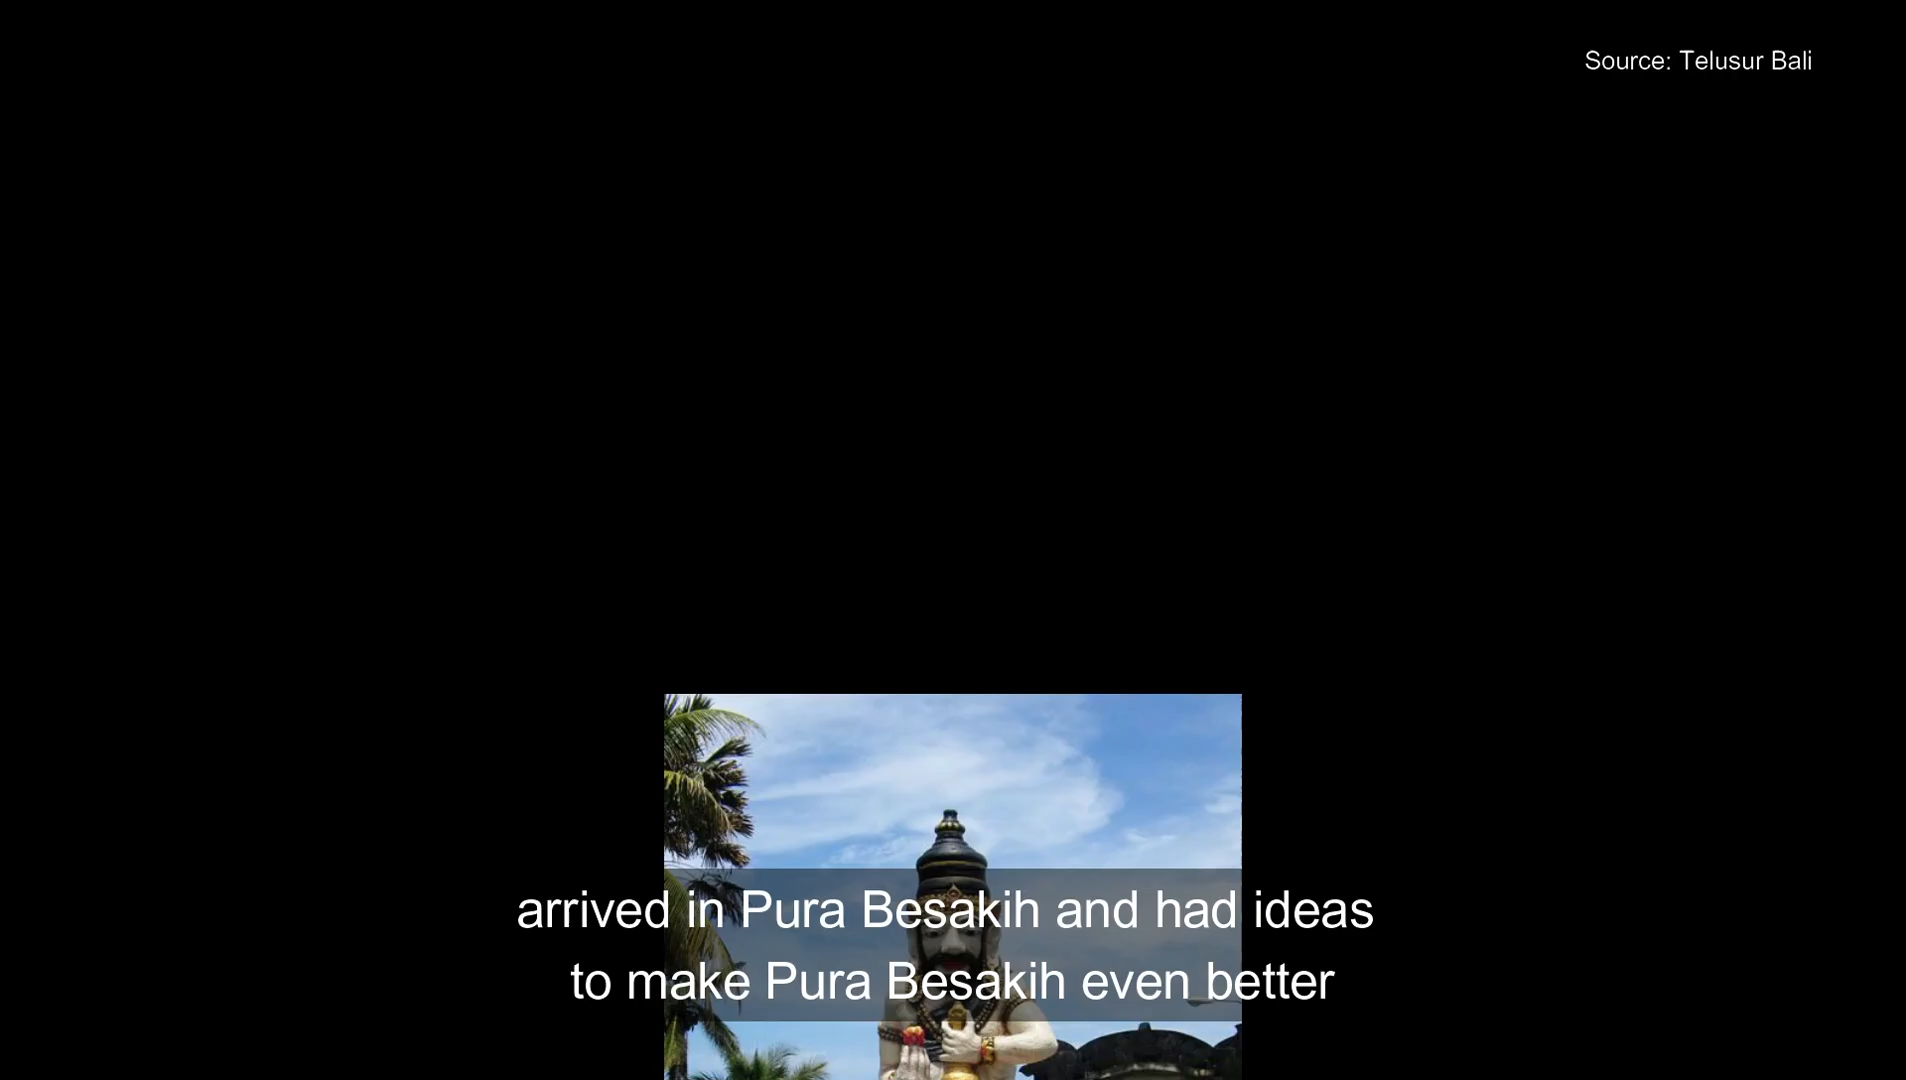 Source: Telusur Bali
arrived in Pura Besakih and had ideas
to make Pura Besakih even better